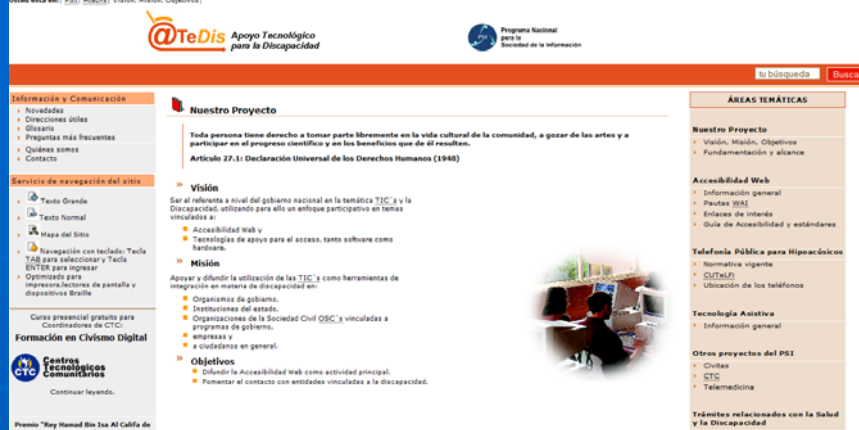 Usted está en: | PSI | ATeDis | Visión, Misión, Objetivos |
@TeDis Apoyo Tecnológico
para la Discapacidad
PSI
Programa Nacional
para la
Sociedad de la Información
tu búsqueda
Busca
Información y Comunicación
Novedades
Direcciones útiles
Glosario
Preguntas más frecuentes
Quiénes somos
Contacto
Servicio de navegación del sitio
Texto Grande
Texto Normal
Mapa del Sitio
Navegación con teclado: Tecla
TAB para seleccionar y Tecla
ENTER para ingresar
Optimizado para
impresora,lectores de pantalla y
dispositivos Braille
Curso presencial gratuito para
Coordinadores de CTC:
Formación en Civismo Digital
CTC
Centros
Tecnológicos
Comunitarios
Continuar leyendo.
Premio "Rey Hamad Bin Isa Al Califa de
Nuestro Proyecto
Toda persona tiene derecho a tomar parte libremente en la vida cultural de la comunidad, a gozar de las artes y a
participar en el progreso científico y en los beneficios que de él resulten.
Artículo 27.1: Declaración Universal de los Derechos Humanos (1948)
Visión
Ser el referente a nivel del gobierno nacional en la temática TIC´s y la
Discapacidad, utilizando para ello un enfoque participativo en temas
vinculados a:
Accesibilidad Web y
Tecnologías de apoyo para el acceso, tanto software como
hardware.
Misión
Apoyar y difundir la utilización de las TIC´s como herramientas de
integración en materia de discapacidad en:
Organismos de gobierno.
Instituciones del estado.
Organizaciones de la Sociedad Civil OSC´s vinculadas a
programas de gobierno,
empresas y
a ciudadanos en general.
Objetivos
Difundir la Accesibilidad Web como actividad principal.
Fomentar el contacto con entidades vinculadas a la discapacidad.
ÁREAS TEMÁTICAS
Nuestro Proyecto
Visión, Misión, Objetivos
Fundamentación y alcance
Accesibilidad Web
Información general
Pautas WAI
Enlaces de interés
Guía de Accesibilidad y estándares
Telefonía Pública para Hipoacúsicos
Normativa vigente
CUTeLFi
Ubicación de los teléfonos
Tecnología Asistiva
Información general
Otros proyectos del PSI
Civitas
CTC
Telemedicina
Trámites relacionados con la Salud
y la Discapacidad